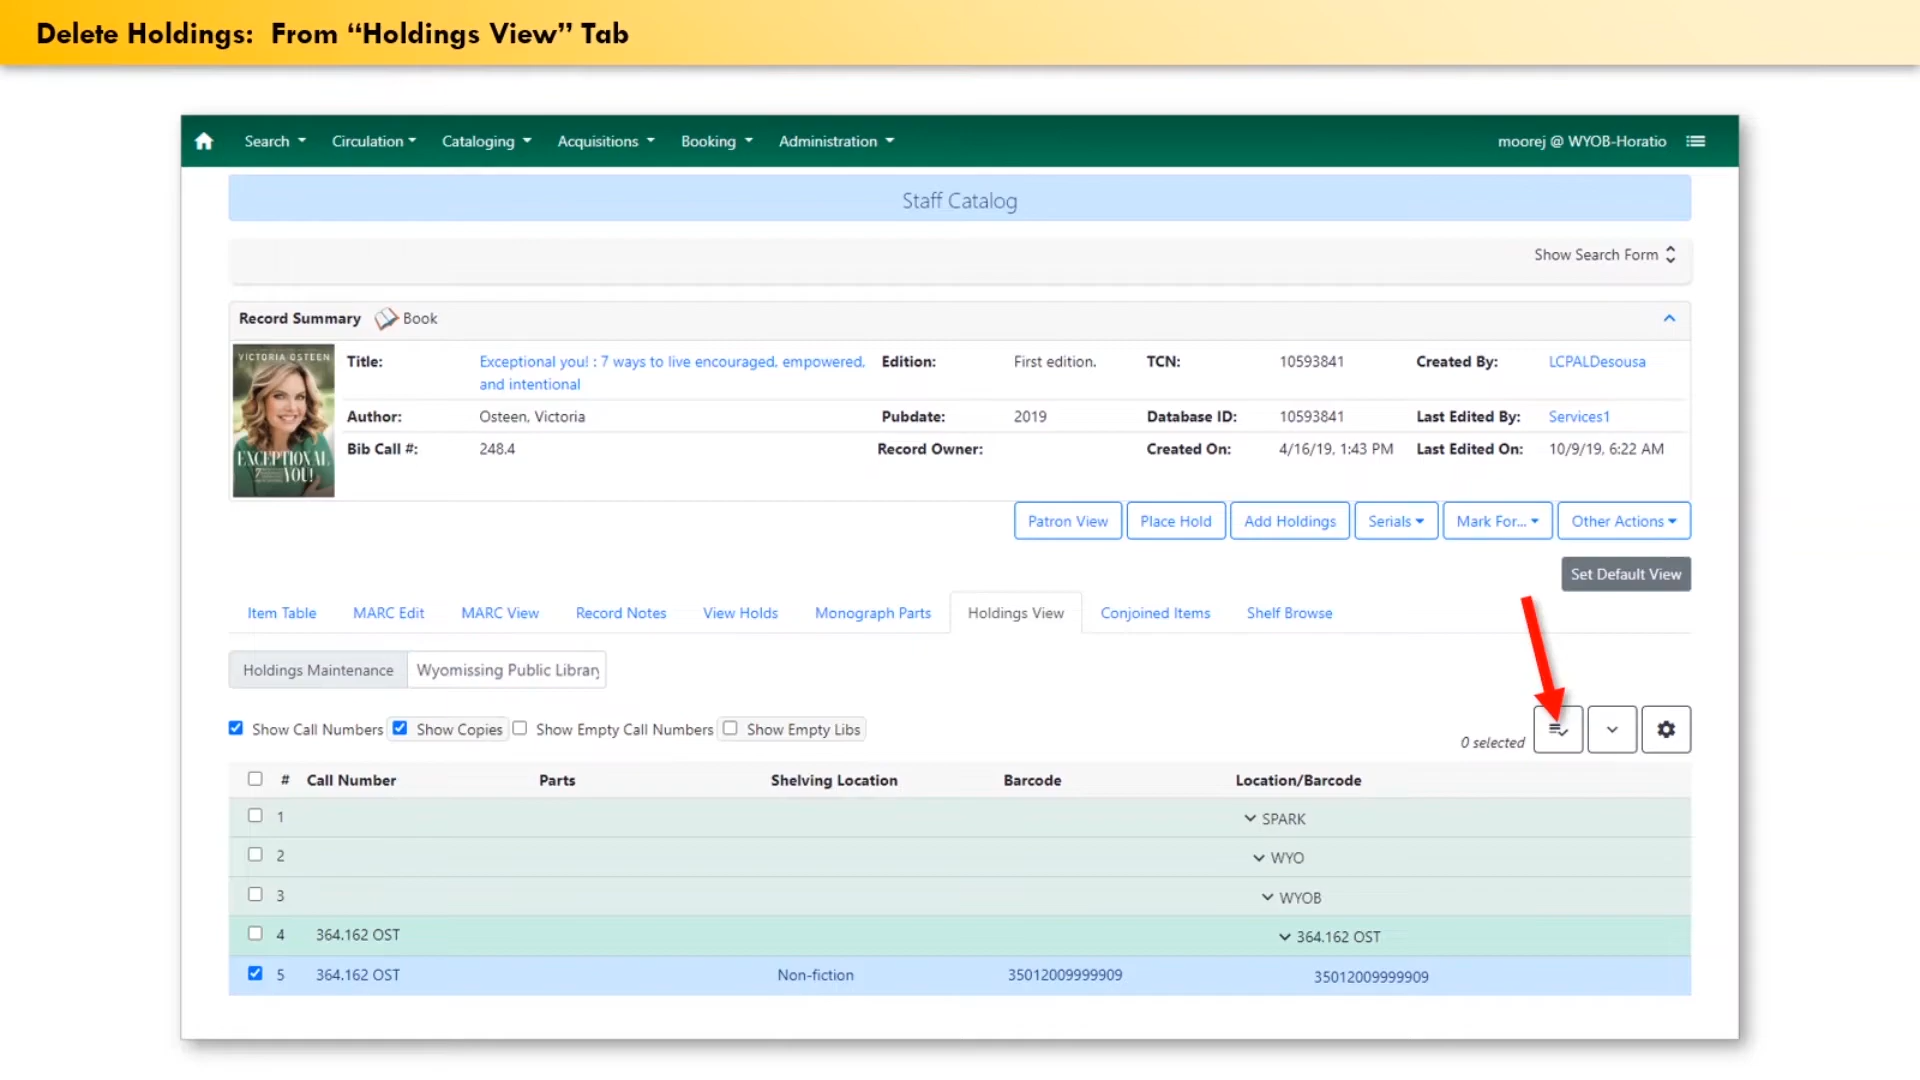 Delete Holdings: From “Holdings View” Tab
Search Circulation Cataloging Acquisitions Booking Administration moorej @ WYOB-Horatio
Staff Catalog
Show Search Form
Record Summary Book
VICTORIA OSTEEN
EXCEPTIONAL
YOU!
Title: Exceptional you! : 7 ways to live encouraged, empowered, Edition: First edition. TCN: 10593841 Created By: LCPALDesousa
and intentional
Author: Osteen, Victoria Pubdate: 2019 Database ID: 10593841 Last Edited By: Services1
Bib Call #: 248.4 Record Owner: Created On: 4/16/19, 1:43 PM Last Edited On: 10/9/19, 6:22 AM
Patron View Place Hold Add Holdings Serials Mark For... Other Actions
Set Default View
Item Table MARC Edit MARC View Record Notes View Holds Monograph Parts Holdings View Conjoined Items Shelf Browse
Holdings Maintenance Wyomissing Public Library
Show Call Numbers Show Copies Show Empty Call Numbers Show Empty Libs
0 selected
# Call Number Parts Shelving Location Barcode Location/Barcode
1 SPARK
2 WYO
3 WYOB
4 364.162 OST 364.162 OST
5 364.162 OST Non-fiction 35012009999909 35012009999909